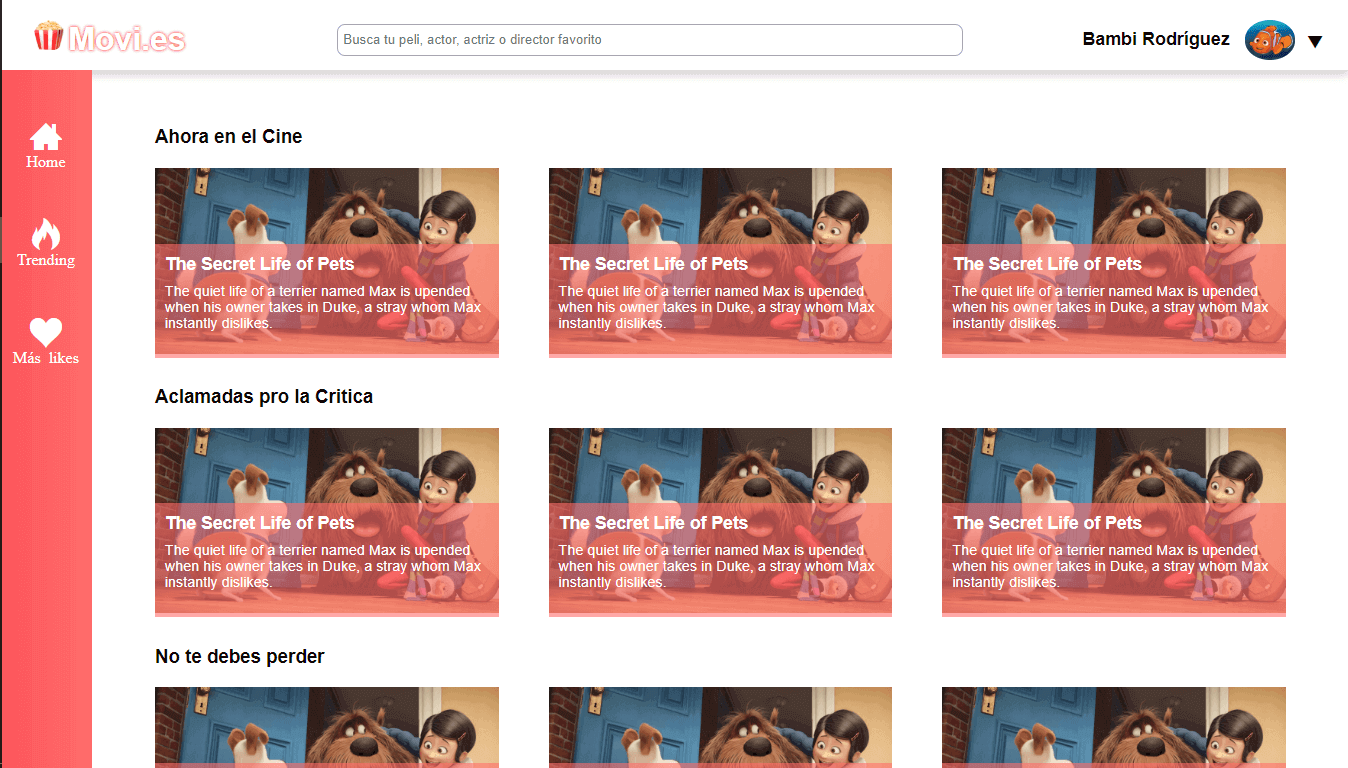 Movi.es
Busca tu peli, actor, actriz o director favorito
Bambi Rodríguez
Home
Trending
Más likes
Ahora en el Cine
The Secret Life of Pets
The quiet life of a terrier named Max is upended
when his owner takes in Duke, a stray whom Max
instantly dislikes.
The Secret Life of Pets
The quiet life of a terrier named Max is upended
when his owner takes in Duke, a stray whom Max
instantly dislikes.
The Secret Life of Pets
The quiet life of a terrier named Max is upended
when his owner takes in Duke, a stray whom Max
instantly dislikes.
Aclamadas pro la Critica
The Secret Life of Pets
The quiet life of a terrier named Max is upended
when his owner takes in Duke, a stray whom Max
instantly dislikes.
The Secret Life of Pets
The quiet life of a terrier named Max is upended
when his owner takes in Duke, a stray whom Max
instantly dislikes.
The Secret Life of Pets
The quiet life of a terrier named Max is upended
when his owner takes in Duke, a stray whom Max
instantly dislikes.
No te debes perder